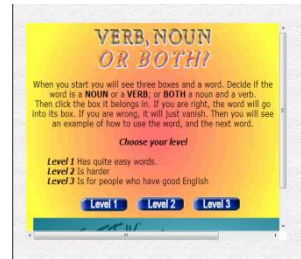 VERB, NOUN
OR BOTH?
When you start you will see three boxes and a word. Decide if the
word is a NOUN or a VERB; or BOTH a noun and a verb.
Then click the box it belongs in. If you are right, the word will go
into its box. If you are wrong, it will just vanish. Then you will see
an example of how to use the word, and the next word.
Choose your level
Level 1 Has quite easy words.
Level 2 Is harder
Level 3 Is for people who have good English
Level 1 Level 2 Level 3